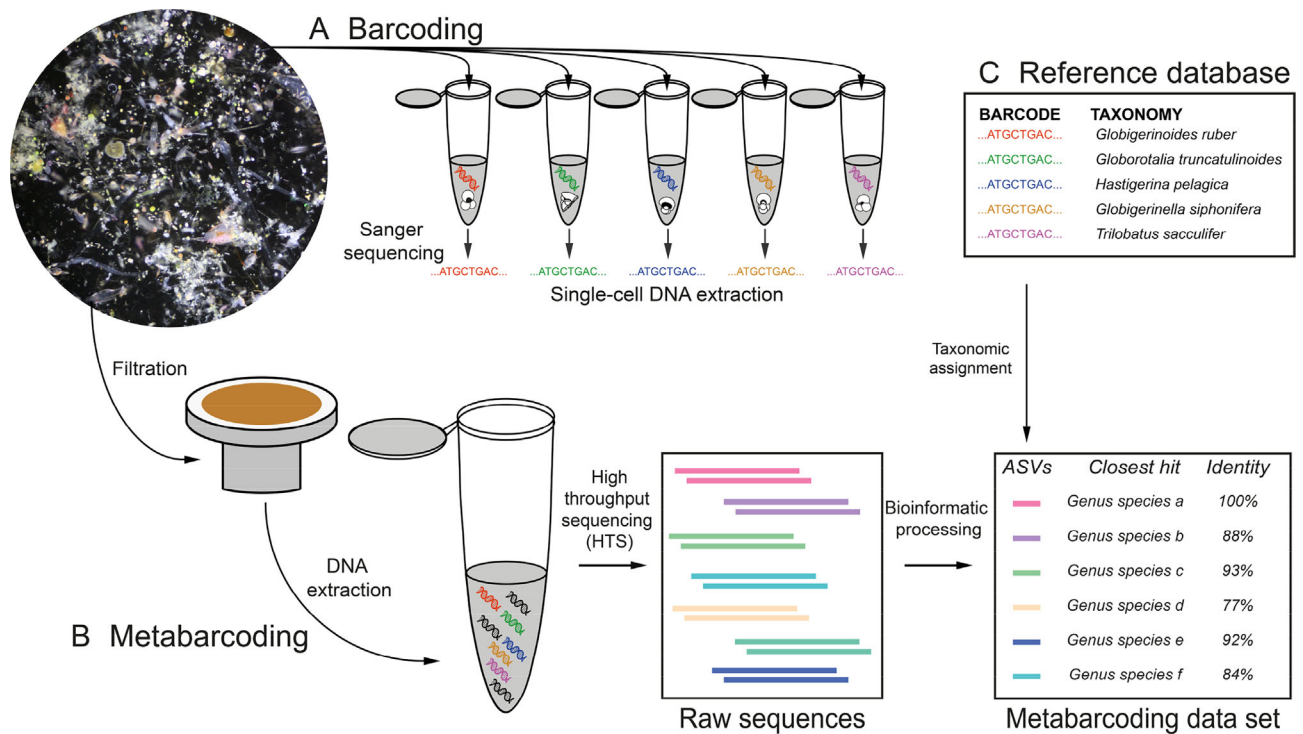 A Barcoding
Sanger
sequencing
...ATGCTGAC...
...ATGCTGAC...
...ATGCTGAC...
...ATGCTGAC...
...ATGCTGAC...
Single-cell DNA extraction
C Reference database
BARCODE TAXONOMY
...ATGCTGAC... Globigerinoides ruber
...ATGCTGAC... Globorotalia truncatulinoides
...ATGCTGAC... Hastigerina pelagica
...ATGCTGAC... Globigerinella siphonifera
...ATGCTGAC... Trilobatus sacculifer
Taxonomic
assignment
Filtration
DNA
extraction
B Metabarcoding
High
throughput
sequencing
(HTS)
Raw sequences
Bioinformatic
processing
ASVs Closest hit Identity
Genus species a 100%
Genus species b 88%
Genus species c 93%
Genus species d 77%
Genus species e 92%
Genus species f 84%
Metabarcoding data set